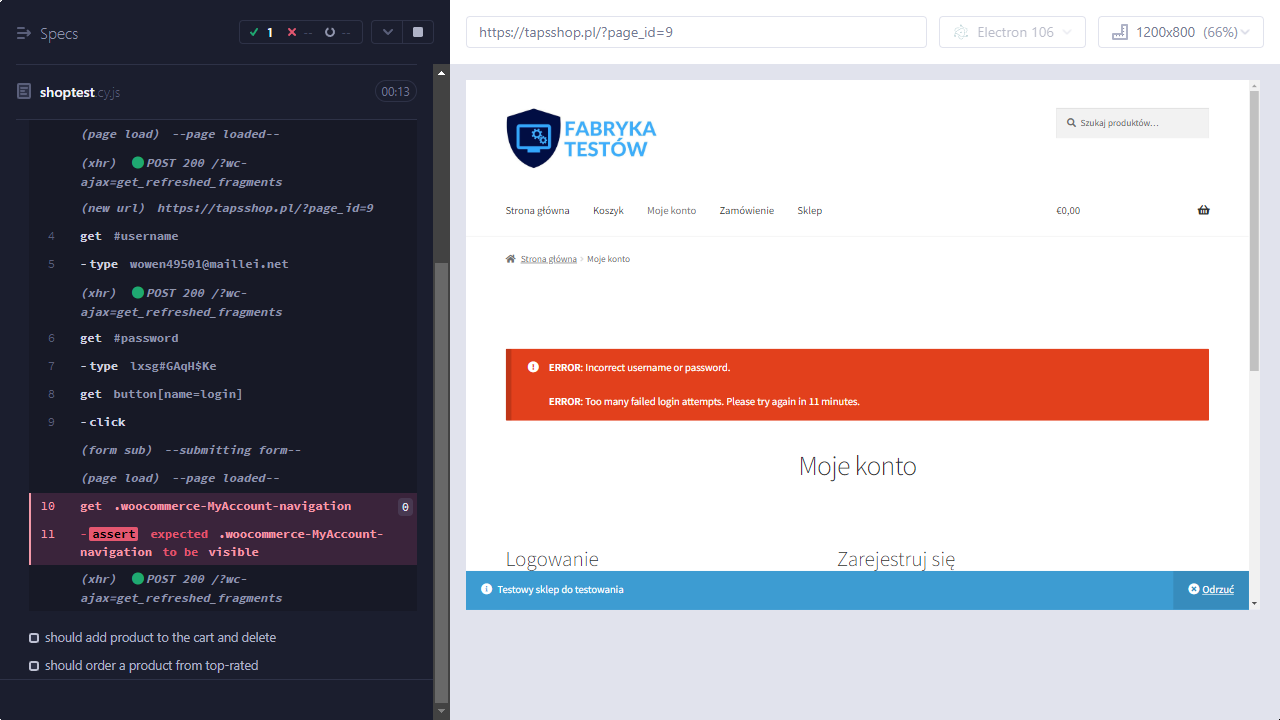 Specs
1
--
--
shoptest.cy.js
00:13
(page load) --page loaded--
(xhr) POST 200 /?wc-
ajax=get_refreshed_fragments
(new url) https://tapsshop.pl/?page_id=9
4 get #username
5 -type wowen49501@maillei.net
(xhr) POST 200 /?wc-
ajax=get_refreshed_fragments
6 get #password
7 -type lxsg#GAqH$Ke
8 get button[name=login]
9 -click
(form sub) --submitting form--
(page load) --page loaded--
10 get .woocommerce-MyAccount-navigation 0
11 -assert expected .woocommerce-MyAccount-
navigation to be visible
(xhr) POST 200 /?wc-
ajax=get_refreshed_fragments
should add product to the cart and delete
should order a product from top-rated
https://tapsshop.pl/?page_id=9
Electron 106
1200x800 (66%)
FABRYKA
TESTÓW
Szukaj produktów…
Strona główna Koszyk Moje konto Zamówienie Sklep €0,00
Strona główna › Moje konto
ERROR: Incorrect username or password.
ERROR: Too many failed login attempts. Please try again in 11 minutes.
Moje konto
Logowanie Zarejestruj się
Testowy sklep do testowania Odrzuć